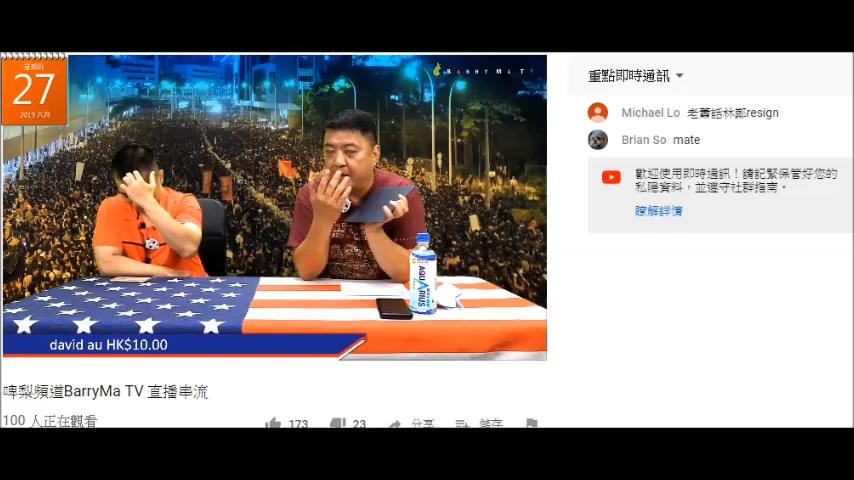 星期四
27
2019 六月
BARRYMA TV
AQUARIUS
david au HK$10.00
啤梨頻道BarryMa TV 直播串流
100 人正在觀看
173
23
分享
儲存
重點即時通訊
Michael Lo 老蕭話林鄭resign
Brian So mate
歡迎使用即時通訊！請記緊保管好您的
私隱資料，並遵守社群指南。
瞭解詳情